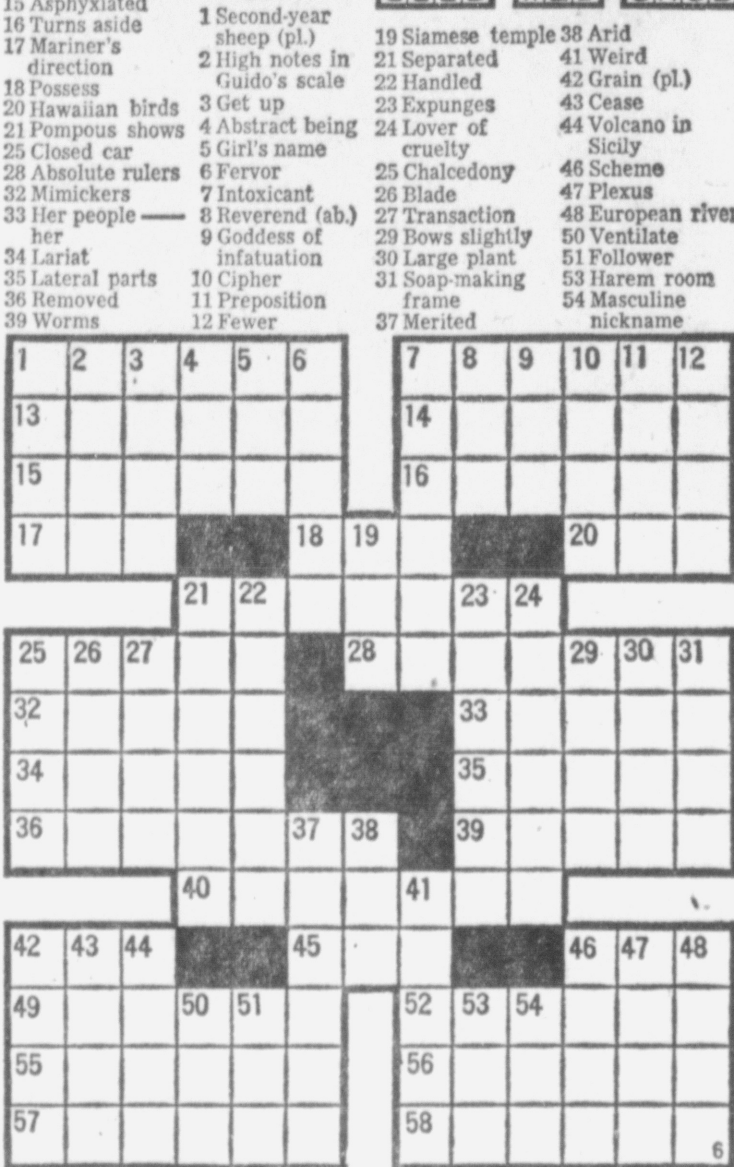 15 Asphyxiated
16 Turns aside
17 Mariner's
direction
18 Possess
20 Hawaiian birds
21 Pompous shows
25 Closed car
28 Absolute rulers
32 Mimickers
33 Her people —
her
34 Lariat
35 Lateral parts
36 Removed
39 Worms
1 Second-year
sheep (pl.)
2 High notes in
Guido's scale
3 Get up
4 Abstract being
5 Girl's name
6 Fervor
7 Intoxicant
8 Reverend (ab.)
9 Goddess of
infatuation
10 Cipher
11 Preposition
12 Fewer
19 Siamese temple
21 Separated
22 Handled
23 Expunges
24 Lover of
cruelty
25 Chalcedony
26 Blade
27 Transaction
29 Bows slightly
30 Large plant
31 Soap-making
frame
37 Merited
38 Arid
41 Weird
42 Grain (pl.)
43 Cease
44 Volcano in
Sicily
46 Scheme
47 Plexus
48 European river
50 Ventilate
51 Follower
53 Harem room
54 Masculine
nickname
1 2 3 4 5 6 7 8 9 10 11 12
13 14
15 16
17 18 19 20
21 22 23 24
25 26 27 28 29 30 31
32 33
34 35
36 37 38 39
40 41
42 43 44 45 46 47 48
49 50 51 52 53 54
55 56
57 58
6